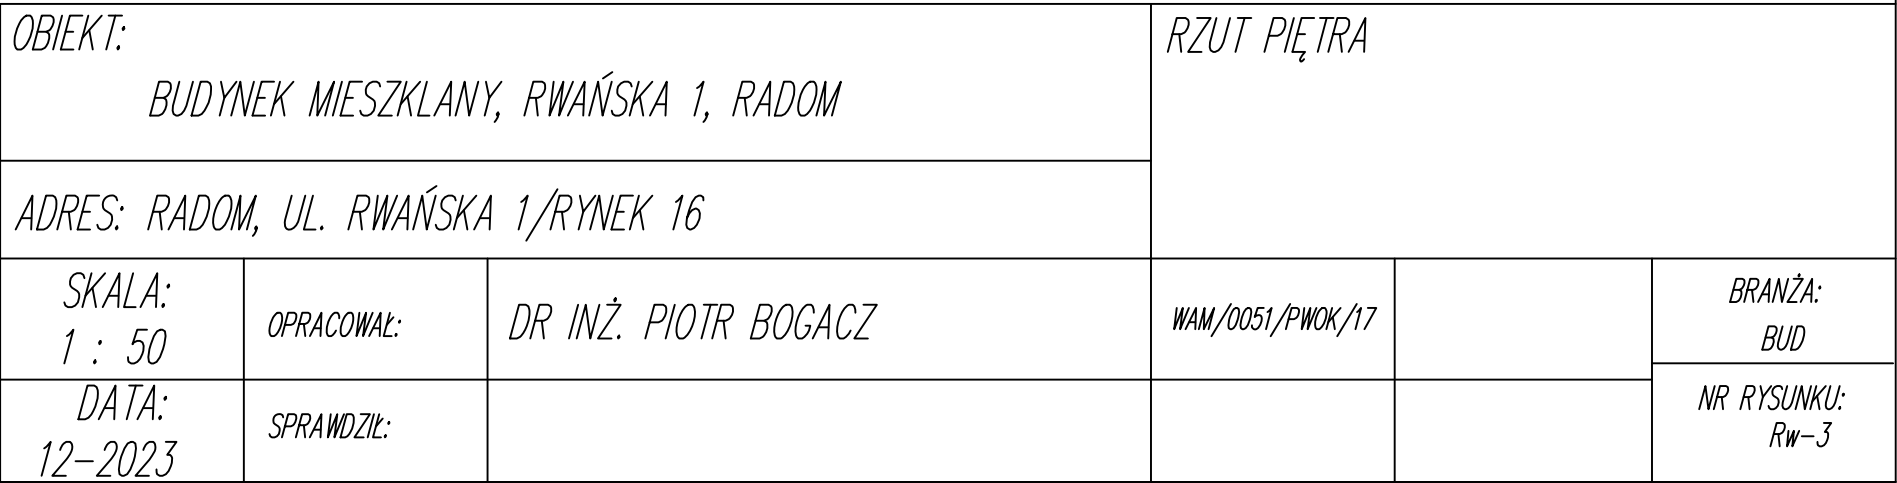 OBIEKT:
BUDYNEK MIESZKLANY, RWAŃSKA 1, RADOM
RZUT PIĘTRA
ADRES: RADOM, UL. RWAŃSKA 1/RYNEK 16
SKALA:
1 : 50
OPRACOWAŁ:
DR INŻ. PIOTR BOGACZ
WAM/0051/PWOK/17
BRANŻA:
BUD
DATA:
12-2023
SPRAWDZIŁ:
NR RYSUNKU:
Rw-3